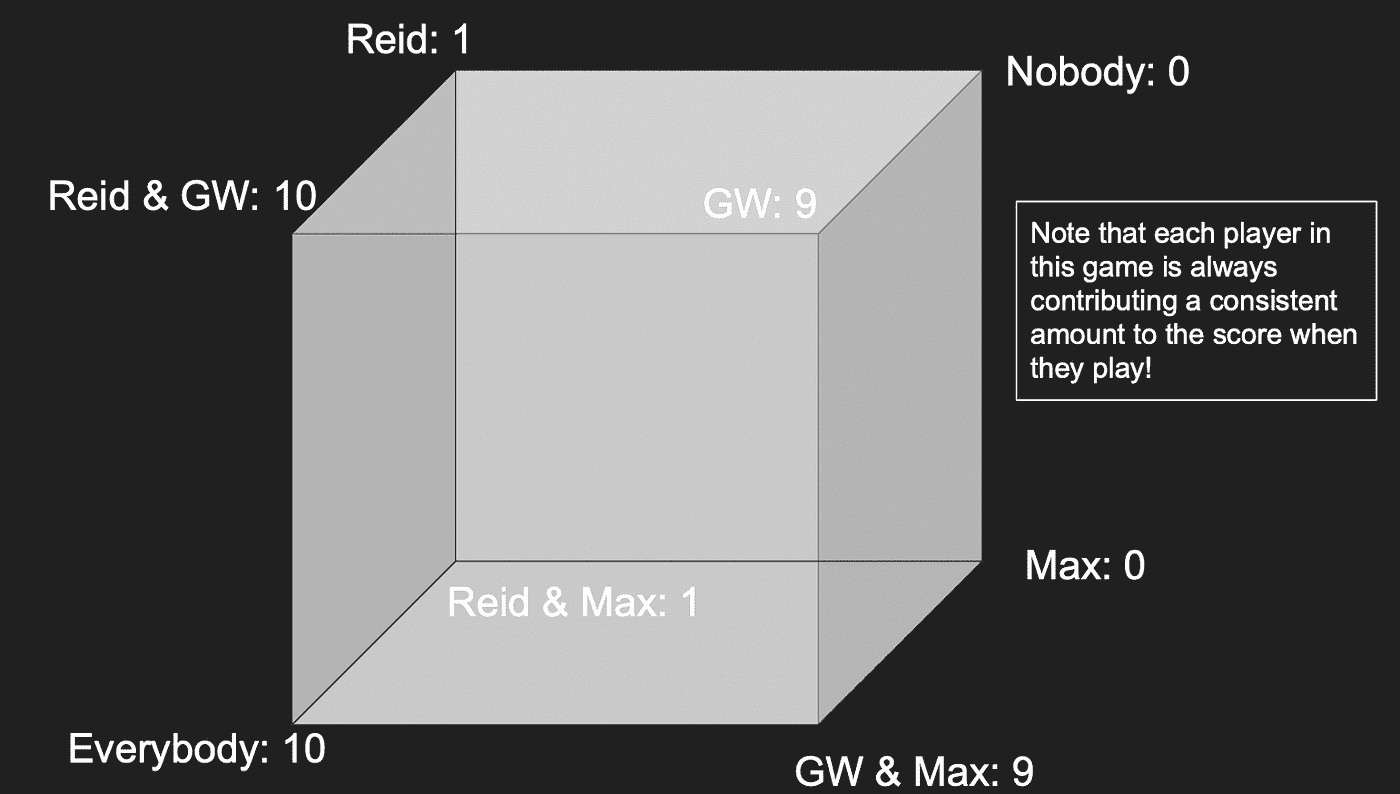 Reid: 1
Nobody: 0
Reid & GW: 10
GW: 9
Note that each player in
this game is always
contributing a consistent
amount to the score when
they play!
Max: 0
Reid & Max: 1
Everybody: 10
GW & Max: 9